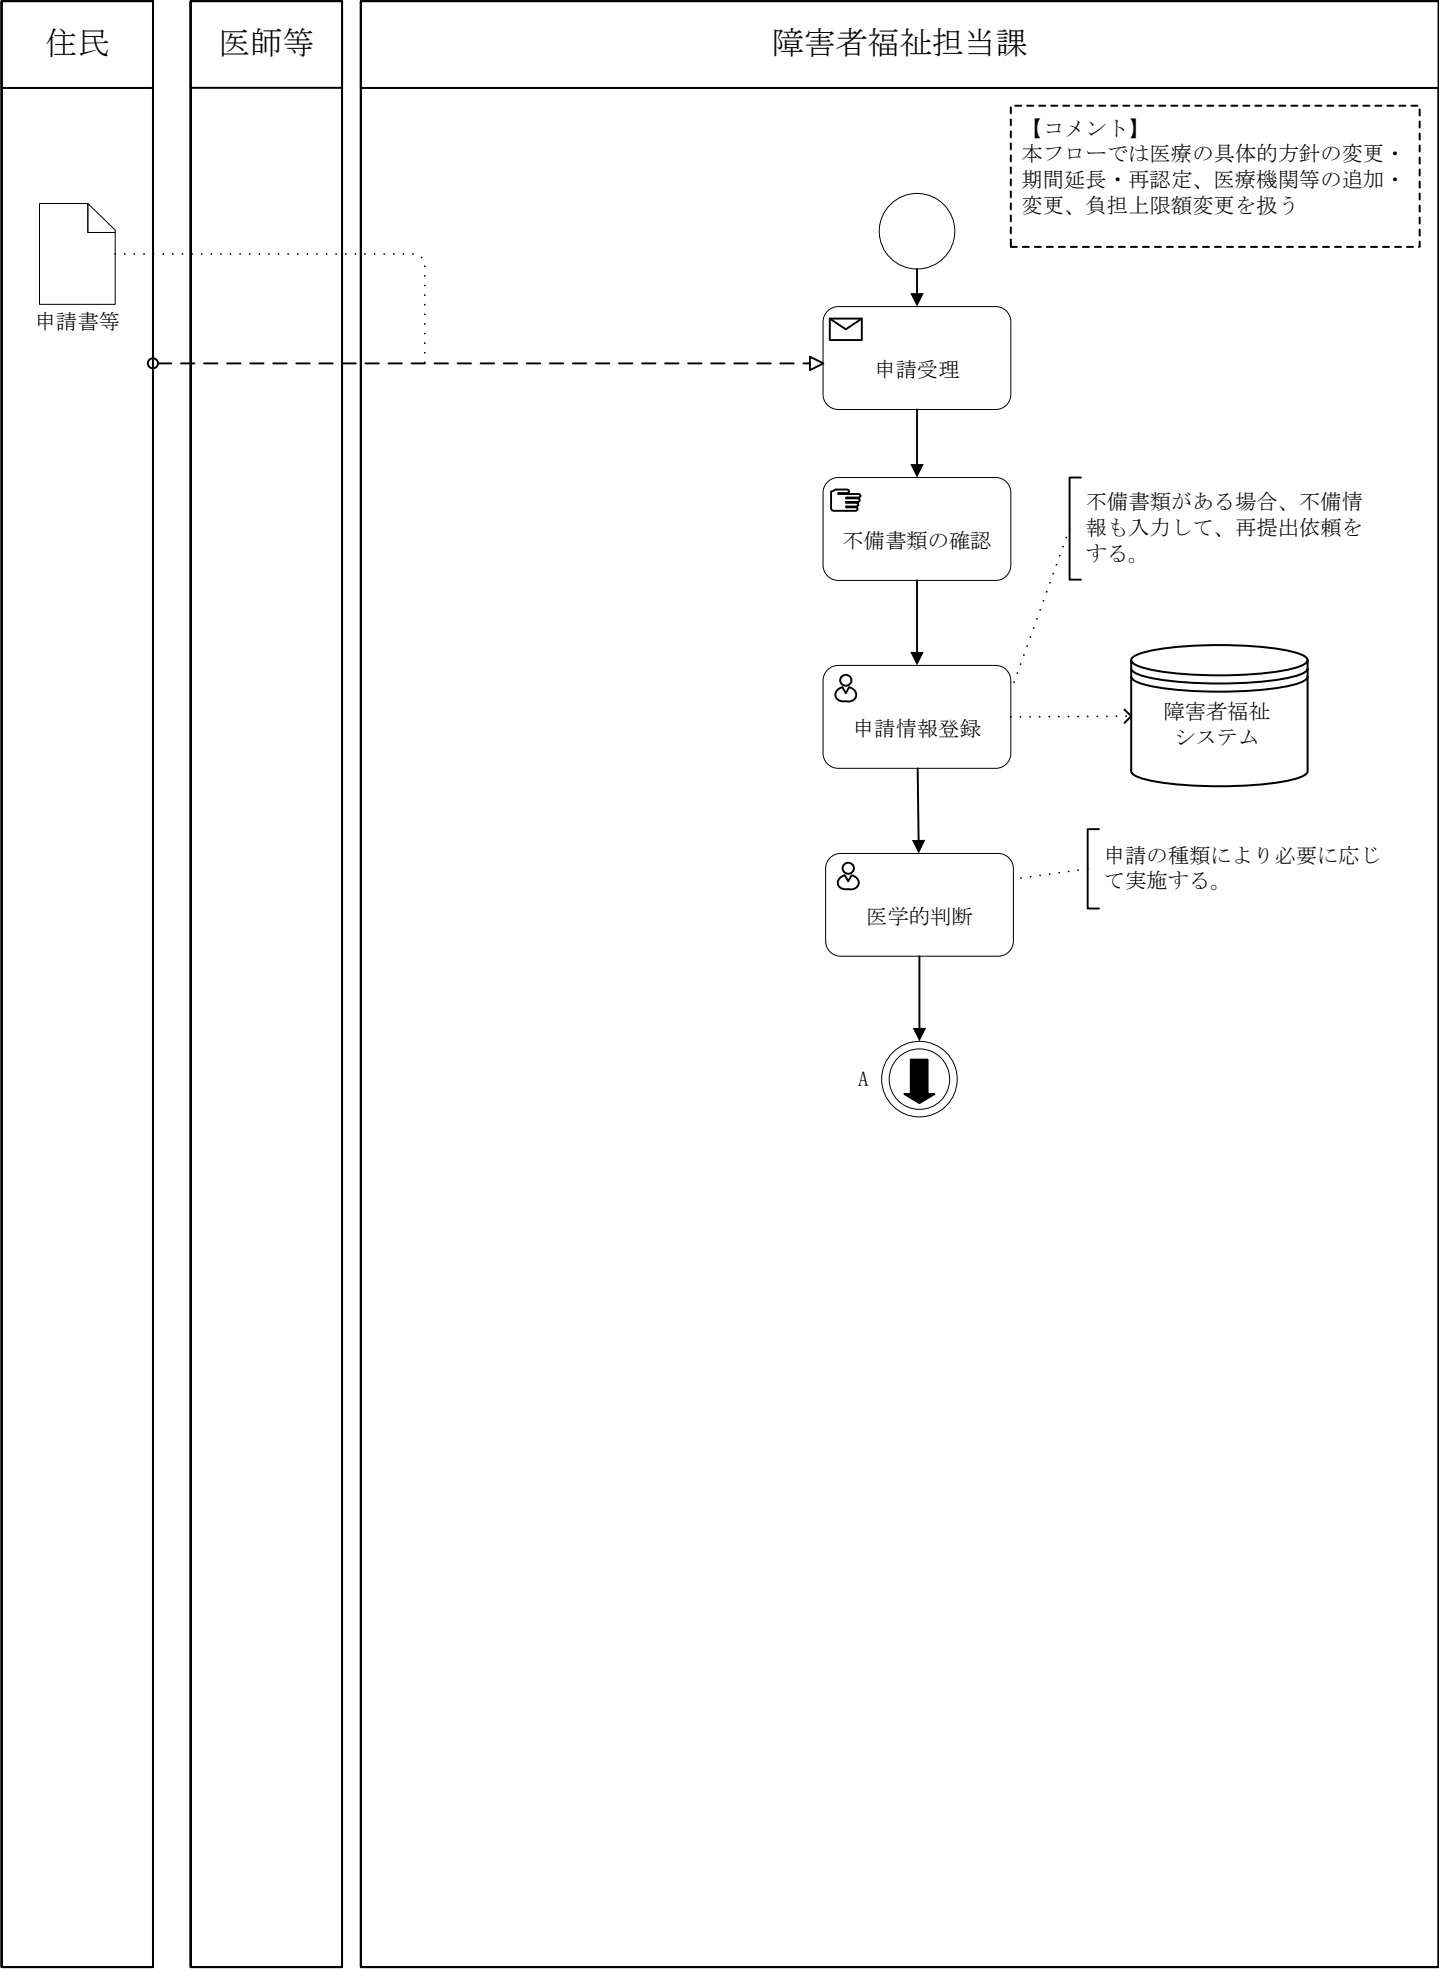 住民
医師等
障害者福祉担当課
【コメント】
本フローでは医療の具体的方針の変更・
期間延長・再認定、医療機関等の追加・
変更、負担上限額変更を扱う
申請書等
申請受理
不備書類の確認
不備書類がある場合、不備情
報も入力して、再提出依頼を
する。
申請情報登録
障害者福祉
システム
医学的判断
申請の種類により必要に応じ
て実施する。
A